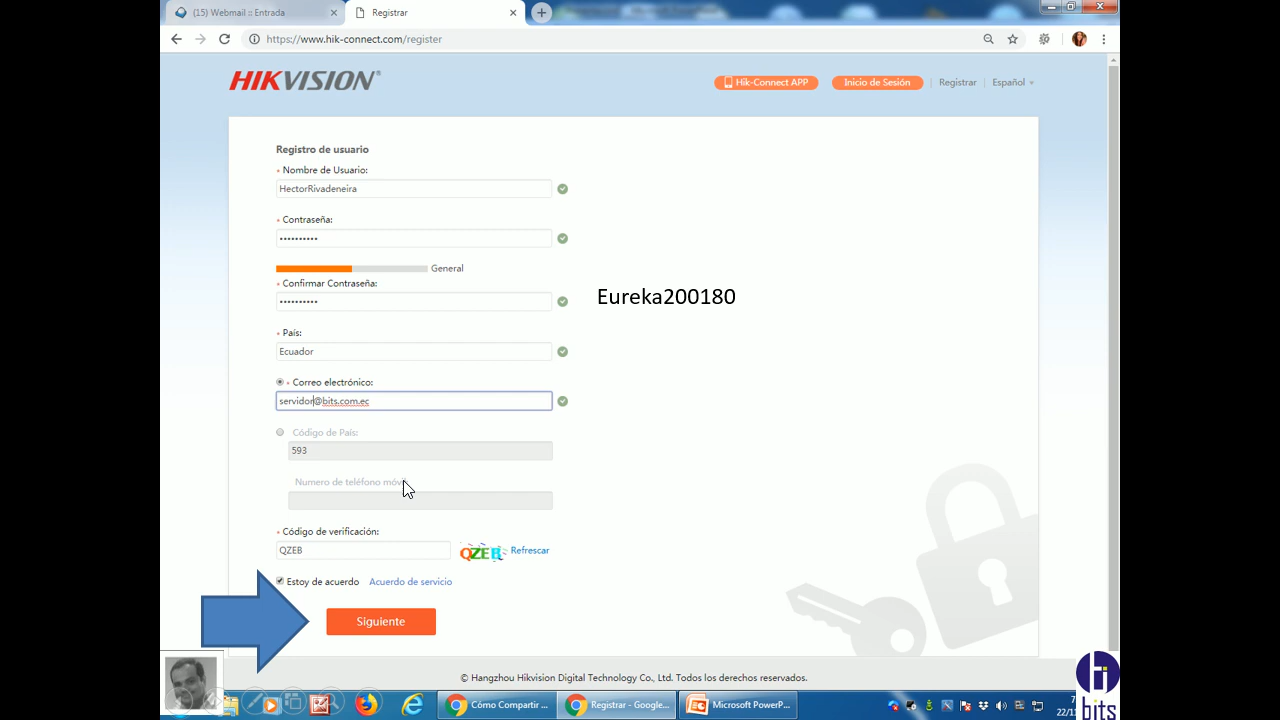 (15) Webmail :: Entrada
Registrar
https://www.hik-connect.com/register
HIKVISION®
Hik-Connect APP
Inicio de Sesión
Registrar
Español
Registro de usuario
* Nombre de Usuario:
HectorRivadeneira
* Contraseña:
••••••••••
General
* Confirmar Contraseña:
••••••••••
Eureka200180
* País:
Ecuador
* Correo electrónico:
servidor@bits.com.ec
Código de País:
593
Numero de teléfono móv
* Código de verificación:
QZEB
QZEB
Refrescar
Estoy de acuerdo
Acuerdo de servicio
Siguiente
© Hangzhou Hikvision Digital Technology Co., Ltd. Todos los derechos reservados.
Cómo Compartir ...
Registrar - Google...
Microsoft PowerP...
bits